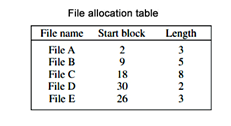 File allocation table
File name Start block Length
File A 2 3
File B 9 5
File C 18 8
File D 30 2
File E 26 3